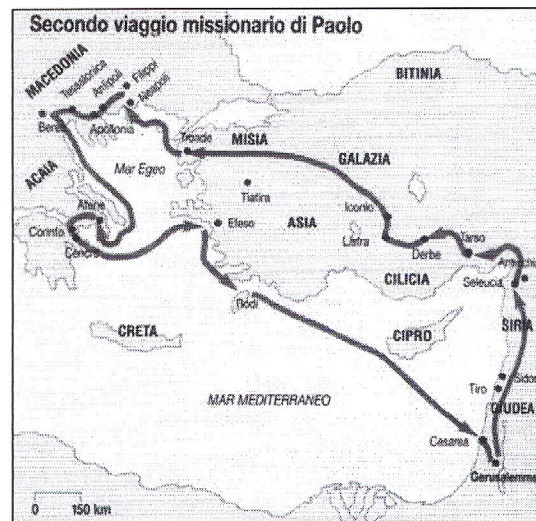 Secondo viaggio missionario di Paolo
MACEDONIA
Tessalonica
Anfipoli
Filippi
Neapoli
Berea
Apollonia
BITINIA
Troade
MISIA
GALAZIA
ACAIA
Mar Egeo
Tiatira
Atene
Efeso
ASIA
Iconio
Corinto
Cencre
Listra
Derbe
Tarso
Antiochia
CILICIA
Seleucia
Rodi
SIRIA
CRETA
CIPRO
Sidone
Tiro
MAR MEDITERRANEO
GIUDEA
Cesarea
Gerusalemme
0 150 km